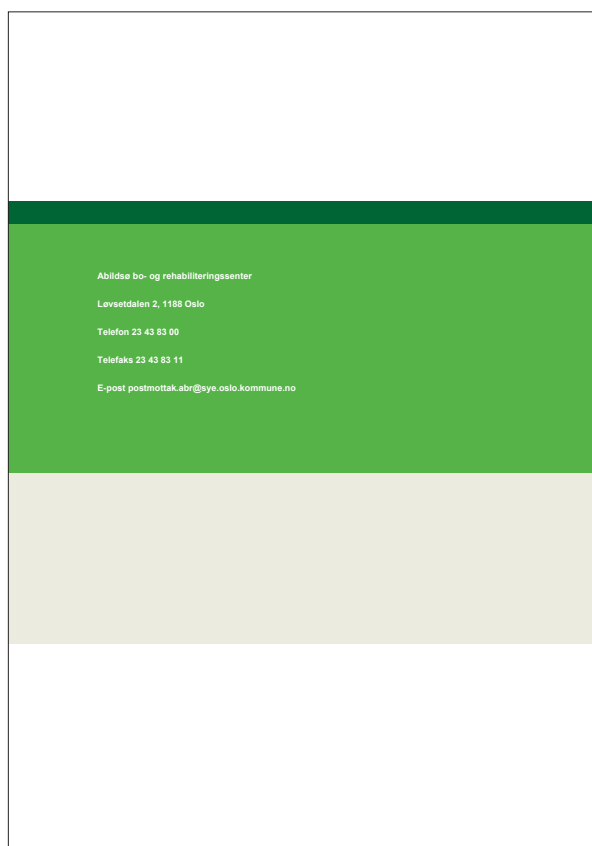 Abildsø bo- og rehabiliteringssenter
Løvsetdalen 2, 1188 Oslo
Telefon 23 43 83 00
Telefaks 23 43 83 11
E-post postmottak.abr@sye.oslo.kommune.no